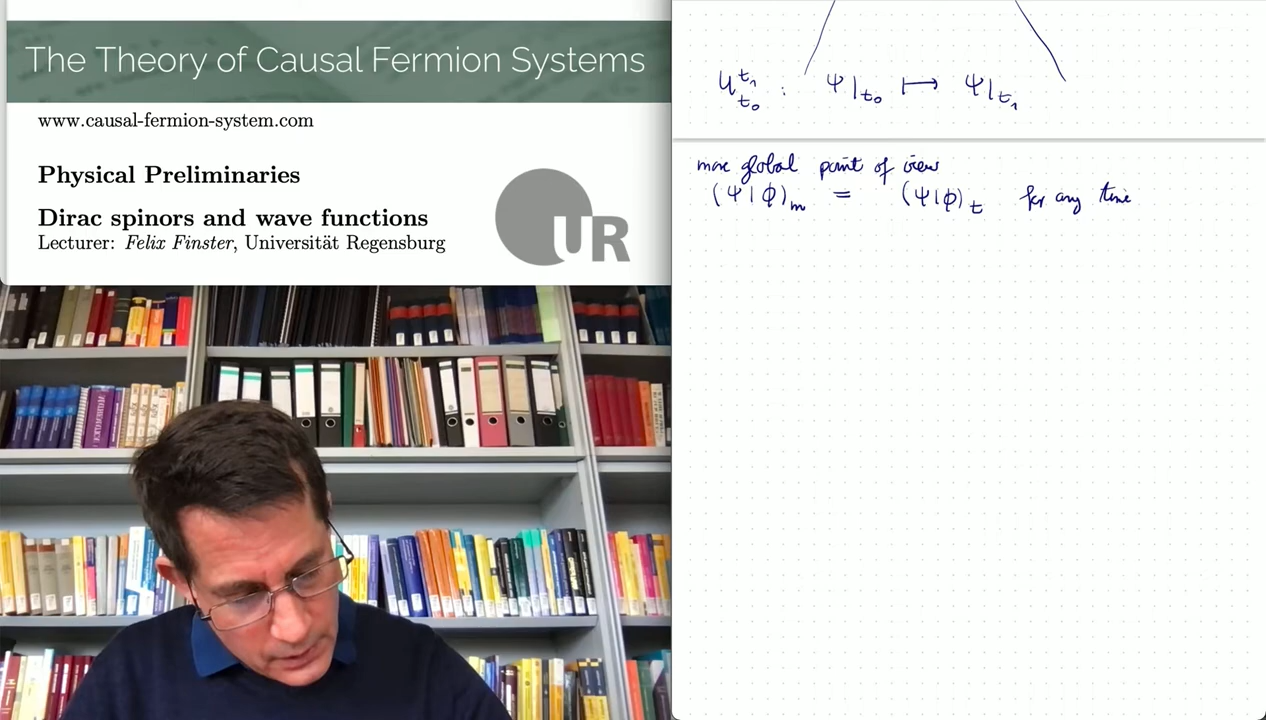 The Theory of Causal Fermion Systems
www.causal-fermion-system.com
Physical Preliminaries
Dirac spinors and wave functions
Lecturer: Felix Finster, Universität Regensburg
UR
U_{t_0}^{t_1} : Ψ|_{t_0} ↦ Ψ|_{t_1}
more global point of view
(Ψ|ϕ)_m = (Ψ|ϕ)_t for any time